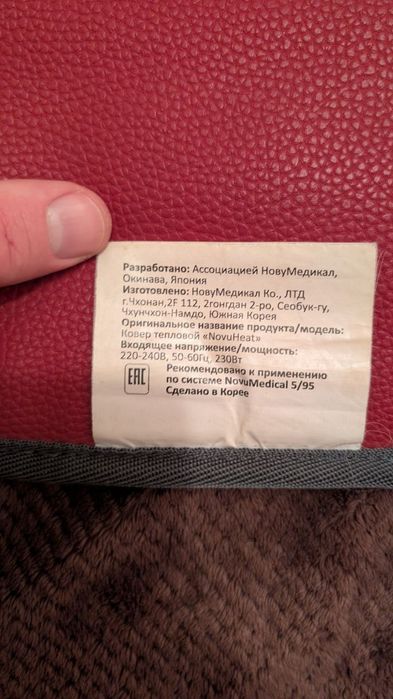 Разработано: Ассоциацией НовуМедикал,
Окинава, Япония
Изготовлено: НовуМедикал Ко., ЛТД
г.Чхонан,2F 112, 2гонгдан 2-ро, Сеобук-гу,
Чхунчхон-Намдо, Южная Корея
Оригинальное название продукта/модель:
Ковер тепловой «NovuHeat»
Входящее напряжение/мощность:
220-240В, 50-60Гц, 230Вт
EAC Рекомендовано к применению
по системе NovuMedical 5/95
Сделано в Корее